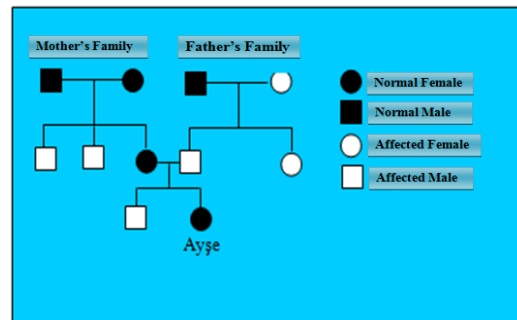 Mother's Family
Father's Family
Normal Female
Normal Male
Affected Female
Affected Male
Ayşe